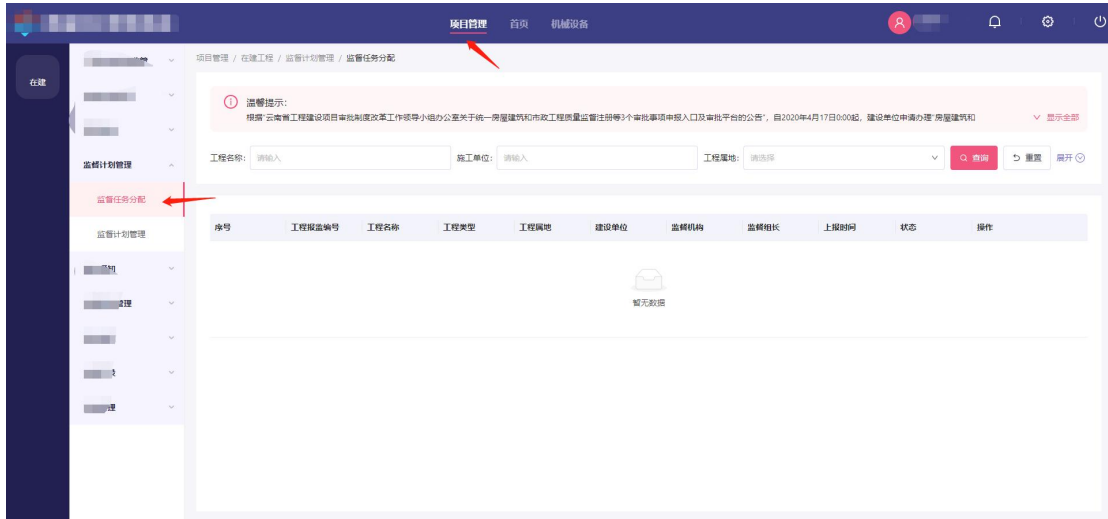 项目管理 首页 机械设备
在建
项目管理 / 在建工程 / 监督计划管理 / 监督任务分配
温馨提示：
根据"云南省工程建设项目审批制度改革工作领导小组办公室关于统一房屋建筑和市政工程质量监督注册等3个审批事项申报入口及审批平台的公告"，自2020年4月17日0:00起，建设单位申请办理"房屋建筑和 显示全部
工程名称: 请输入 施工单位: 请输入 工程属地: 请选择 查询 重置 展开
监督计划管理
监督任务分配
监督计划管理
序号 工程报监编号 工程名称 工程类型 工程属地 建设单位 监督机构 监督组长 上报时间 状态 操作
暂无数据
知
管理
理